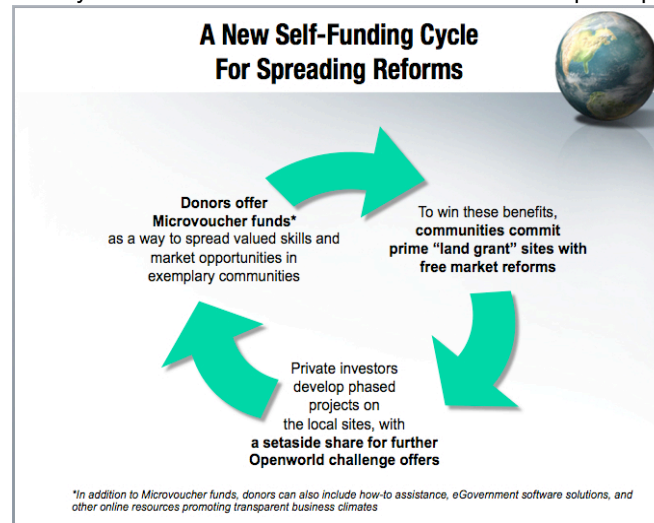 A New Self-Funding Cycle
For Spreading Reforms
Donors offer
Microvoucher funds*
as a way to spread valued skills and
market opportunities in
exemplary communities
To win these benefits,
communities commit
prime “land grant” sites with
free market reforms
Private investors
develop phased
projects on
the local sites, with
a setaside share for further
Openworld challenge offers
*In addition to Microvoucher funds, donors can also include how-to assistance, eGovernment software solutions, and
other online resources promoting transparent business climates